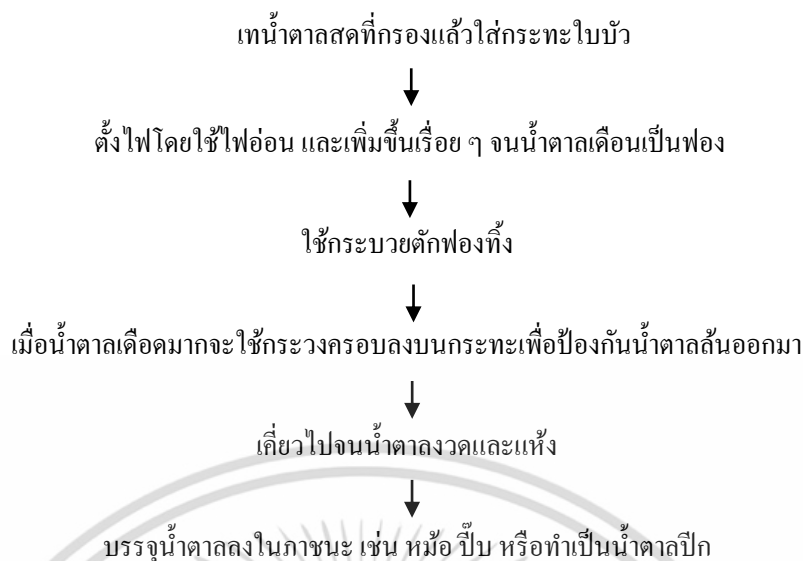 เทน้ำตาลสดที่กรองแล้วใส่กระทะใบบัว
ตั้งไฟโดยใช้ไฟอ่อน และเพิ่มขึ้นเรื่อย ๆ จนน้ำตาลเดือนเป็นฟอง
ใช้กระบวยตักฟองทิ้ง
เมื่อน้ำตาลเดือดมากจะใช้กระวงครอบลงบนกระทะเพื่อป้องกันน้ำตาลล้นออกมา
เคี่ยวไปจนน้ำตาลงวดและแห้ง
บรรจุน้ำตาลลงในภาชนะ เช่น หม้อ ปี๊บ หรือทำเป็นน้ำตาลปึก